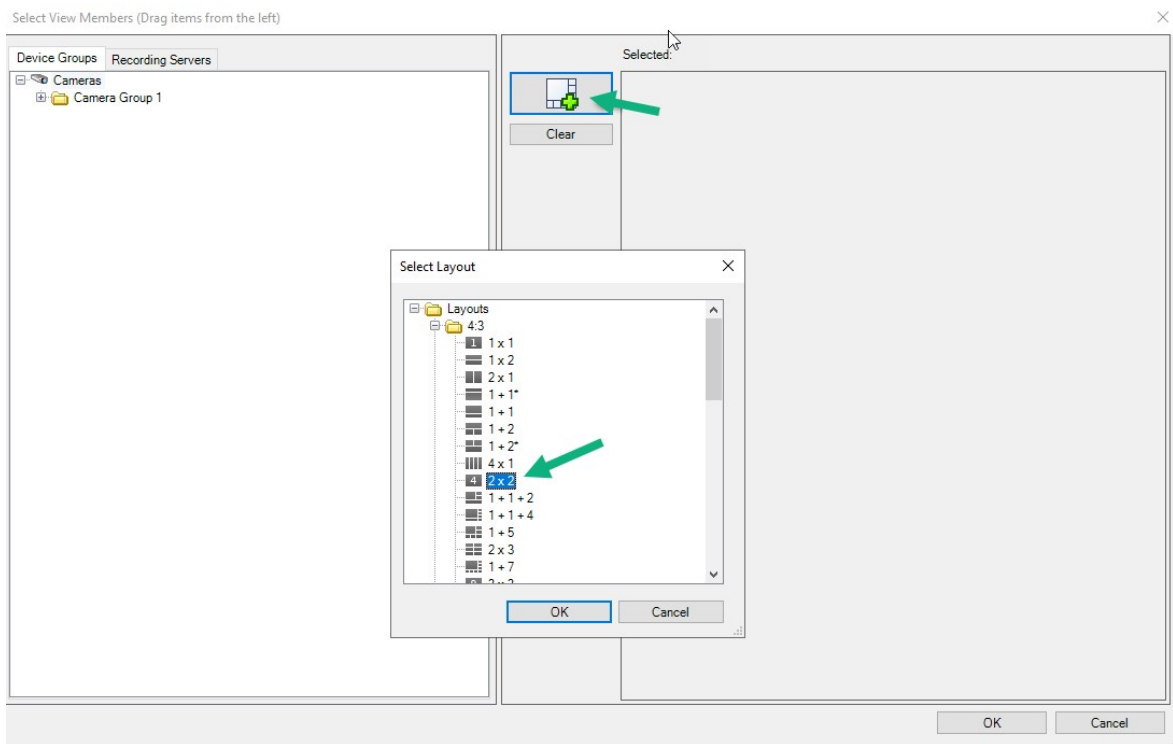 Select View Members (Drag items from the left)
Device Groups
Recording Servers
Selected:
Cameras
Camera Group 1
Clear
Select Layout
Layouts
4:3
1
1 x 1
1 x 2
2 x 1
1 + 1*
1 + 1
1 + 2
1 + 2*
4 x 1
4
2 x 2
1 + 1 + 2
1 + 1 + 4
1 + 5
2 x 3
1 + 7
OK
Cancel
OK
Cancel